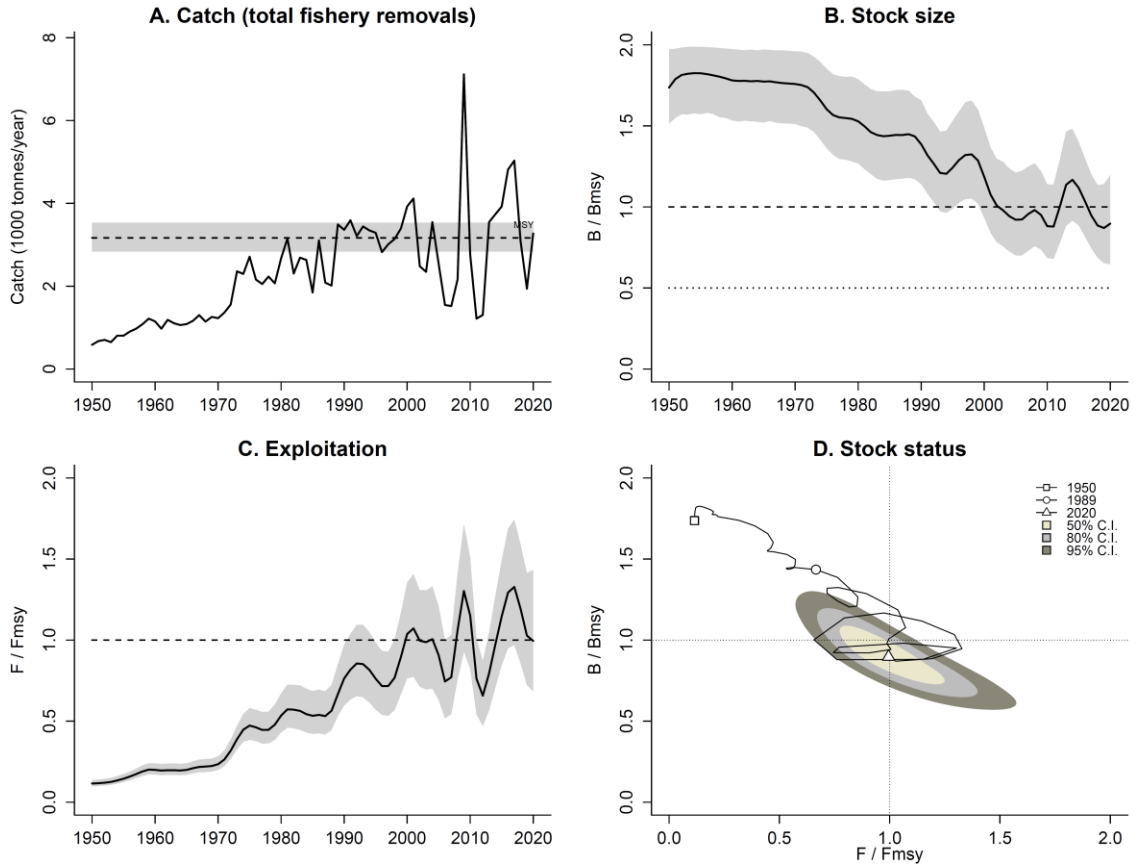 A. Catch (total fishery removals)
Catch (1000 tonnes/year)
0 2 4 6 8
MSY
1950 1960 1970 1980 1990 2000 2010 2020
B. Stock size
B / Bmsy
0.0 0.5 1.0 1.5 2.0
1950 1960 1970 1980 1990 2000 2010 2020
C. Exploitation
F / Fmsy
0.0 0.5 1.0 1.5 2.0
1950 1960 1970 1980 1990 2000 2010 2020
D. Stock status
B / Bmsy
0.0 0.5 1.0 1.5 2.0
1950
1989
2020
50% C.I.
80% C.I.
95% C.I.
0.0 0.5 1.0 1.5 2.0
F / Fmsy